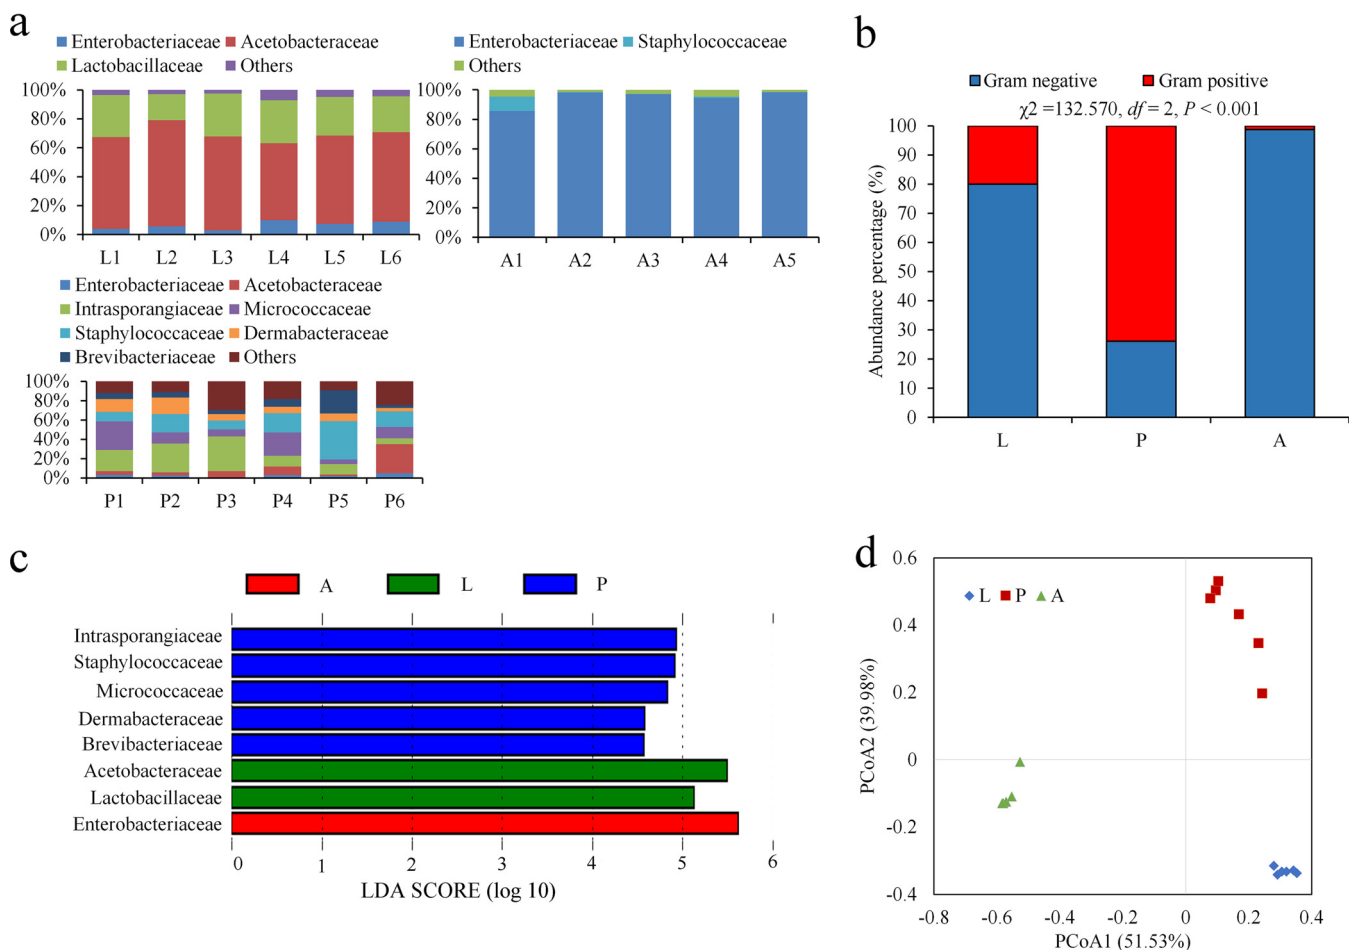 a
Enterobacteriaceae Acetobacteraceae
Lactobacillaceae Others
100%
80%
60%
40%
20%
0%
L1 L2 L3 L4 L5 L6
Enterobacteriaceae Staphylococcaceae
Others
100%
80%
60%
40%
20%
0%
A1 A2 A3 A4 A5
Enterobacteriaceae Acetobacteraceae
Intrasporangiaceae Micrococcaceae
Staphylococcaceae Dermabacteraceae
Brevibacteriaceae Others
100%
80%
60%
40%
20%
0%
P1 P2 P3 P4 P5 P6
b
Gram negative Gram positive
χ2 =132.570, df = 2, P < 0.001
Abundance percentage (%)
100
90
80
70
60
50
40
30
20
10
0
L P A
c
A L P
Intrasporangiaceae
Staphylococcaceae
Micrococcaceae
Dermabacteraceae
Brevibacteriaceae
Acetobacteraceae
Lactobacillaceae
Enterobacteriaceae
0 1 2 3 4 5 6
LDA SCORE (log 10)
d
L P A
PCoA2 (39.98%)
0.6
0.4
0.2
0
-0.2
-0.4
-0.8 -0.6 -0.4 -0.2 0 0.2 0.4
PCoA1 (51.53%)